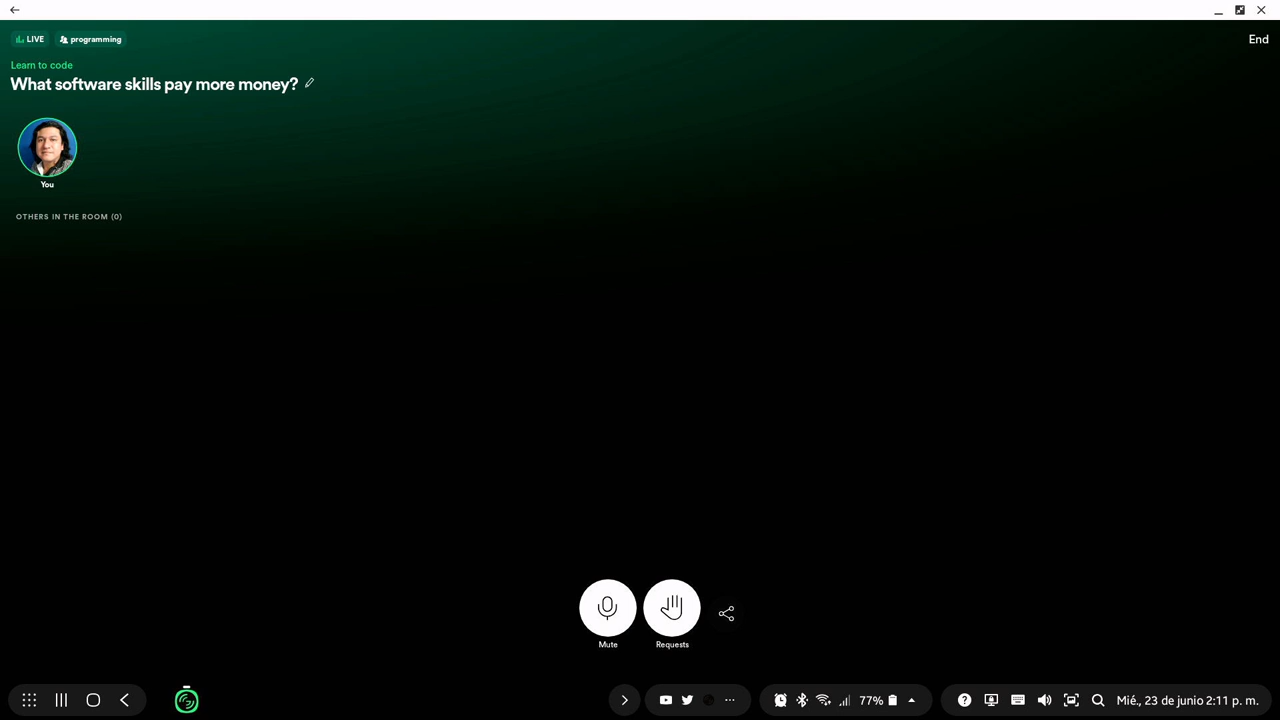 LIVE
programming
End
Learn to code
What software skills pay more money?
You
OTHERS IN THE ROOM (0)
Mute
Requests
77%
Mié., 23 de junio 2:11 p. m.